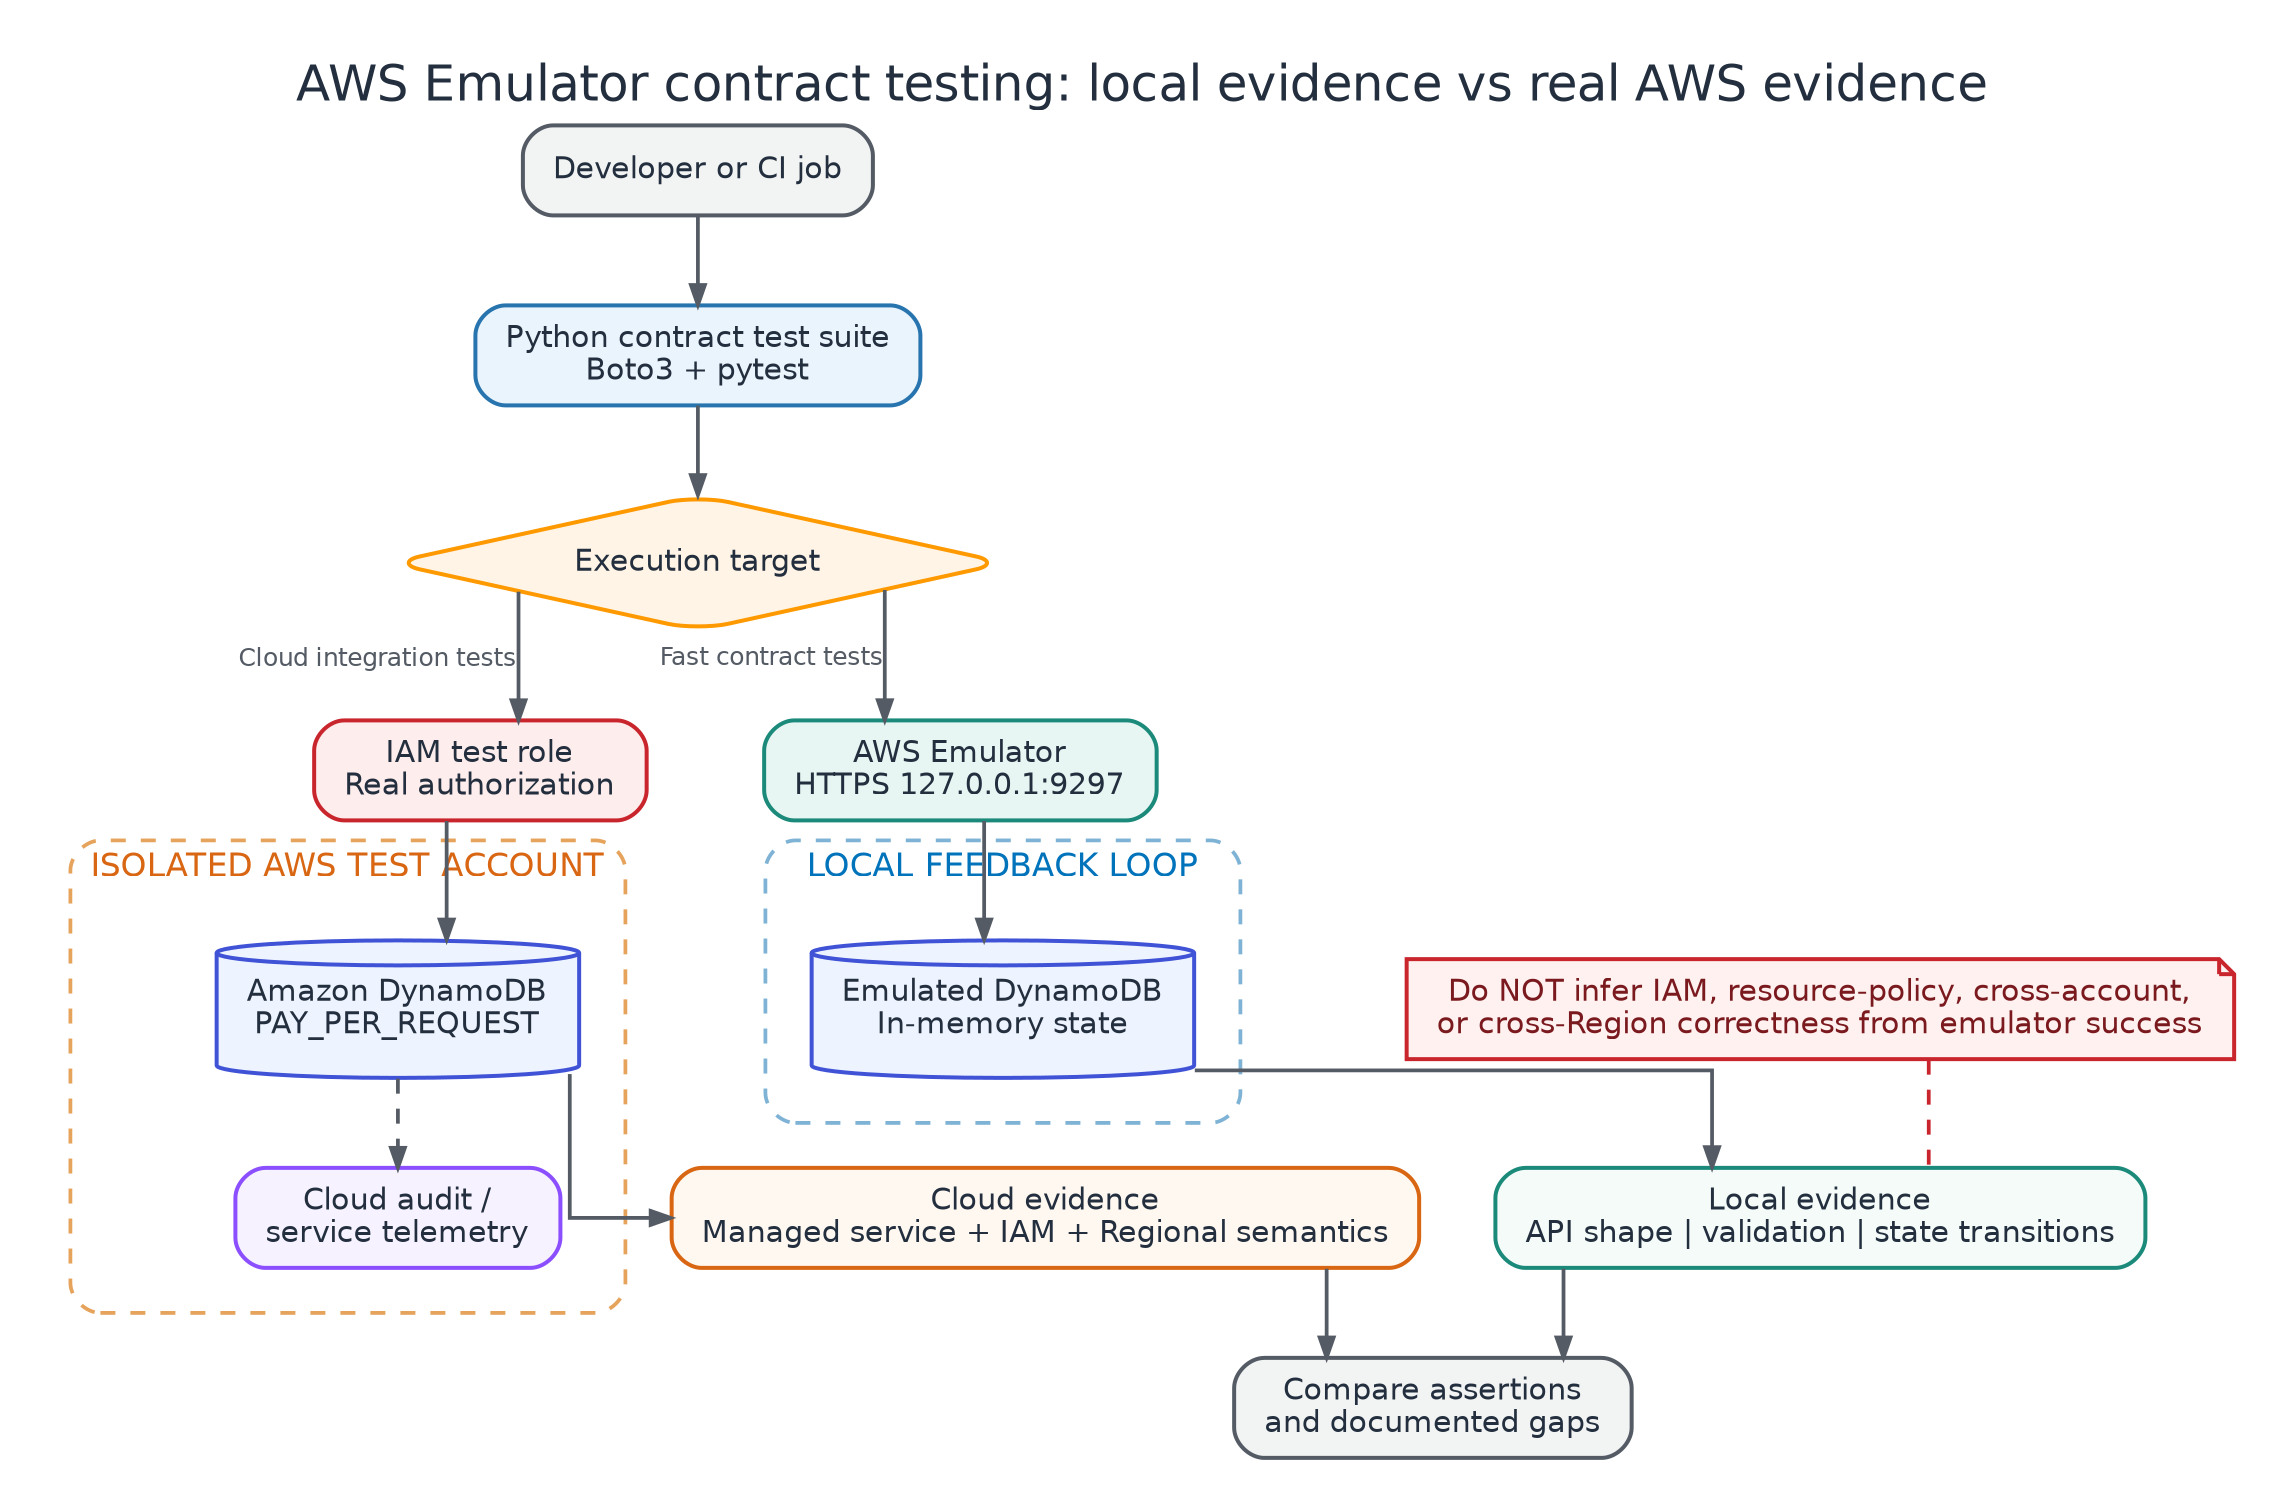 AWS Emulator contract testing: local evidence vs real AWS evidence
Developer or CI job
Python contract test suite
Boto3 + pytest
Execution target
Cloud integration tests
Fast contract tests
IAM test role
Real authorization
AWS Emulator
HTTPS 127.0.0.1:9297
ISOLATED AWS TEST ACCOUNT
LOCAL FEEDBACK LOOP
Amazon DynamoDB
PAY_PER_REQUEST
Emulated DynamoDB
In-memory state
Do NOT infer IAM, resource-policy, cross-account,
or cross-Region correctness from emulator success
Cloud audit /
service telemetry
Cloud evidence
Managed service + IAM + Regional semantics
Local evidence
API shape | validation | state transitions
Compare assertions
and documented gaps